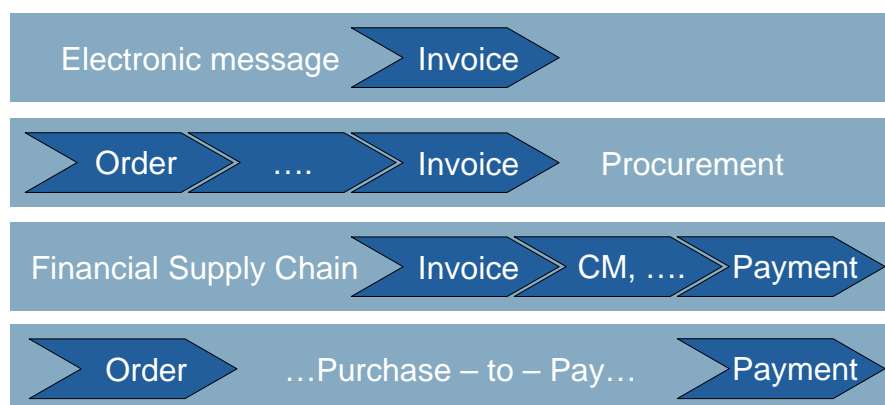 Electronic message Invoice
Order …. Invoice Procurement
Financial Supply Chain Invoice CM, …. Payment
Order …Purchase – to – Pay… Payment